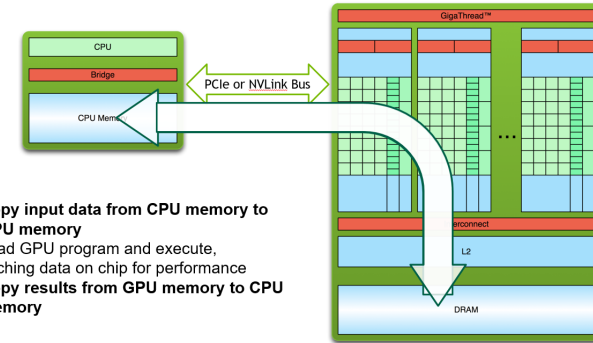 GigaThread™
CPU
Bridge
PCIe or NVLink Bus
CPU Memory
...
py input data from CPU memory to
PU memory
ad GPU program and execute,
ching data on chip for performance
py results from GPU memory to CPU
emory
erconnect
L2
DRAM